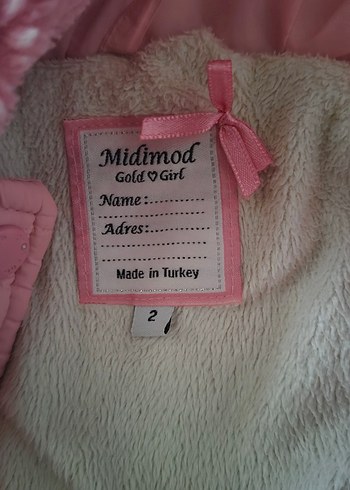 Midimod
Gold ♡ Girl
Name:............
Adres:............
........................
........................
Made in Turkey
2